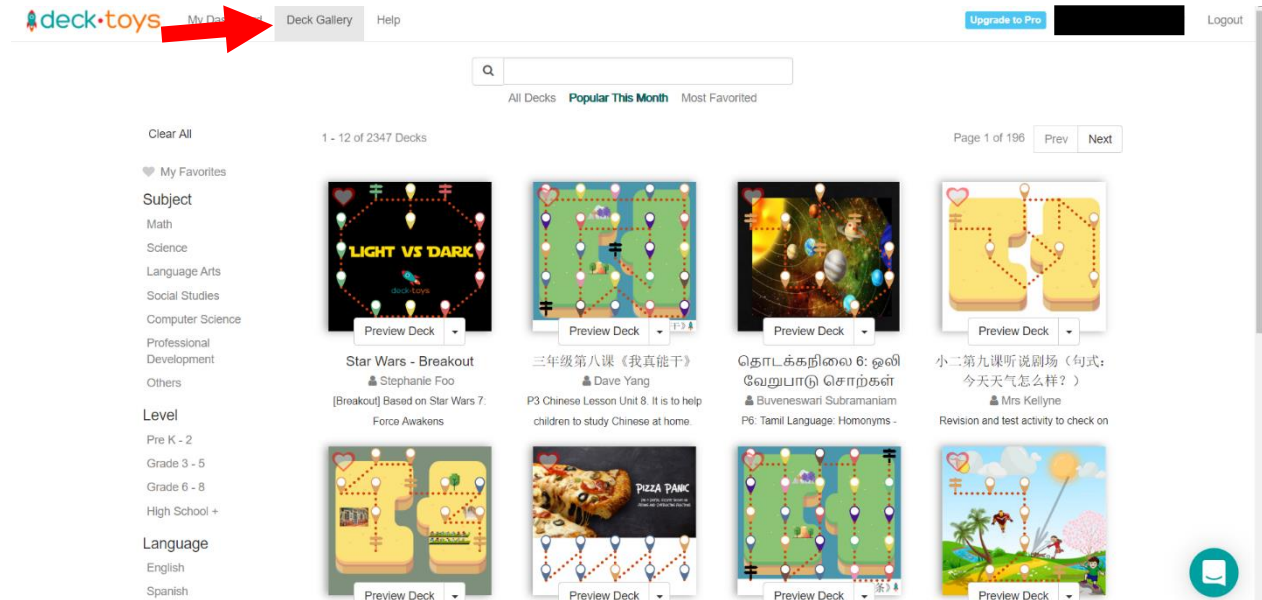 deck•toys My Das Deck Gallery Help Upgrade to Pro Logout
All Decks Popular This Month Most Favorited
Clear All
1 - 12 of 2347 Decks
Page 1 of 196 Prev Next
My Favorites
Subject
Math
Science
Language Arts
Social Studies
Computer Science
Professional
Development
Others
Level
Pre K - 2
Grade 3 - 5
Grade 6 - 8
High School +
Language
English
Spanish
LIGHT VS DARK
deck•toys
Preview Deck
Star Wars - Breakout
Stephanie Foo
[Breakout] Based on Star Wars 7:
Force Awakens
干》
Preview Deck
三年级第八课《我真能干》
Dave Yang
P3 Chinese Lesson Unit 8. It is to help
children to study Chinese at home.
Preview Deck
தொடக்கநிலை 6: ஒலி
வேறுபாடு சொற்கள்
Buveneswari Subramaniam
P6: Tamil Language: Homonyms -
Preview Deck
小二第九课听说剧场（句式：
今天天气怎么样？）
Mrs Kellyne
Revision and test activity to check on
Preview Deck
PIZZA PANIC
Preview Deck
条》
Preview Deck
Preview Deck